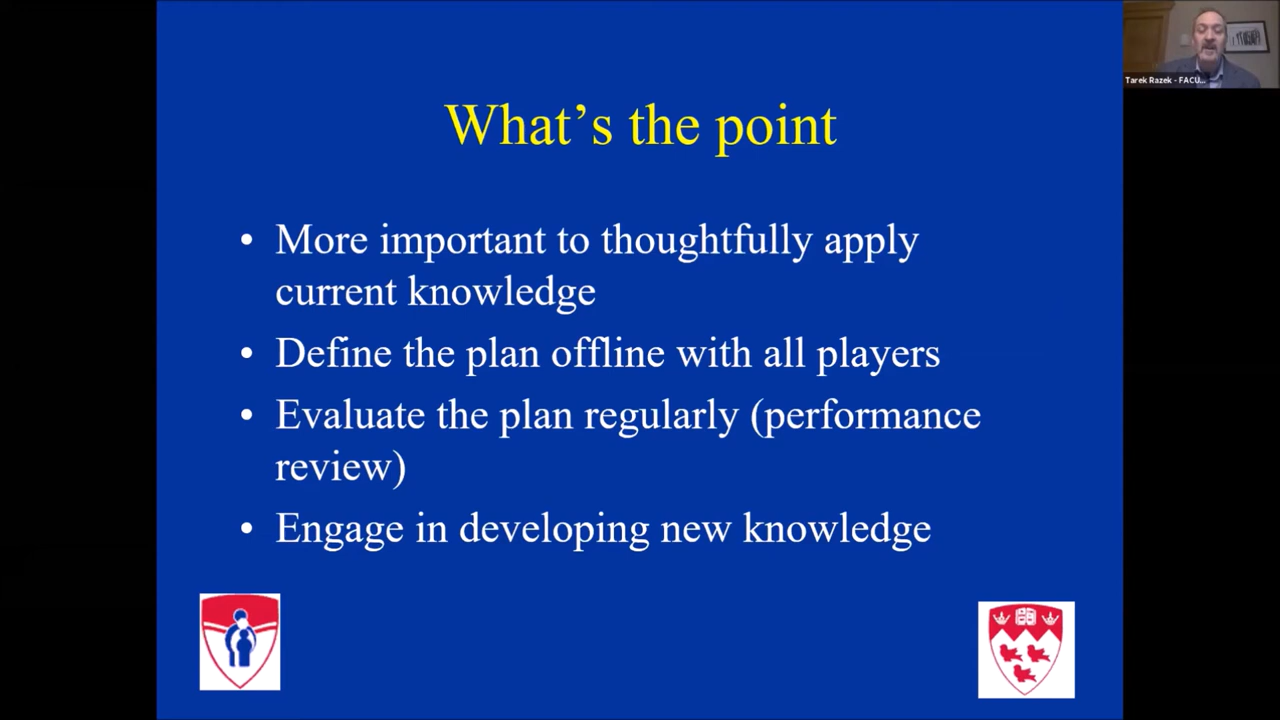 Tarek Razek - FACU...
What's the point
• More important to thoughtfully apply
current knowledge
• Define the plan offline with all players
• Evaluate the plan regularly (performance
review)
• Engage in developing new knowledge